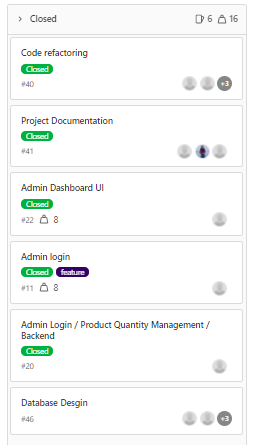 Closed 6 16
Code refactoring
Closed
#40 +3
Project Documentation
Closed
#41
Admin Dashboard UI
Closed
#22 8
Admin login
Closed feature
#11 8
Admin Login / Product Quantity Management /
Backend
Closed
#20
Database Desgin
#46 +3